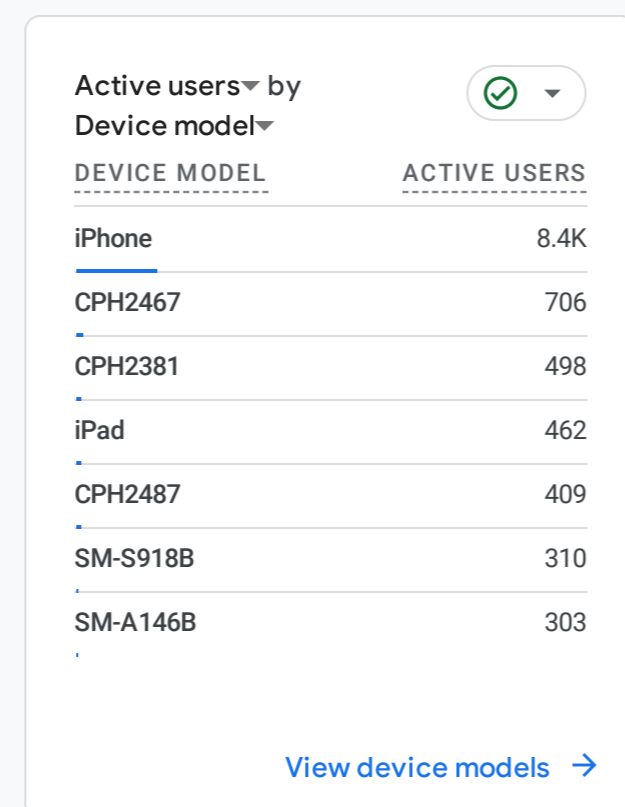 Active users by
Device model
DEVICE MODEL ACTIVE USERS
iPhone 8.4K
CPH2467 706
CPH2381 498
iPad 462
CPH2487 409
SM-S918B 310
SM-A146B 303
View device models